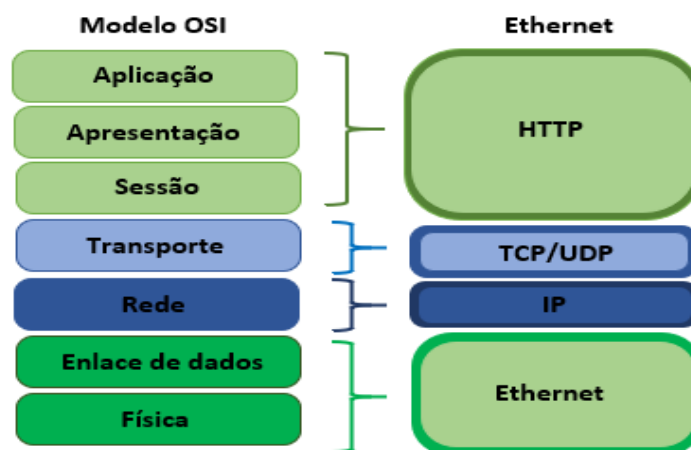 Modelo OSI
Aplicação
Apresentação
Sessão
Transporte
Rede
Enlace de dados
Física
Ethernet
HTTP
TCP/UDP
IP
Ethernet